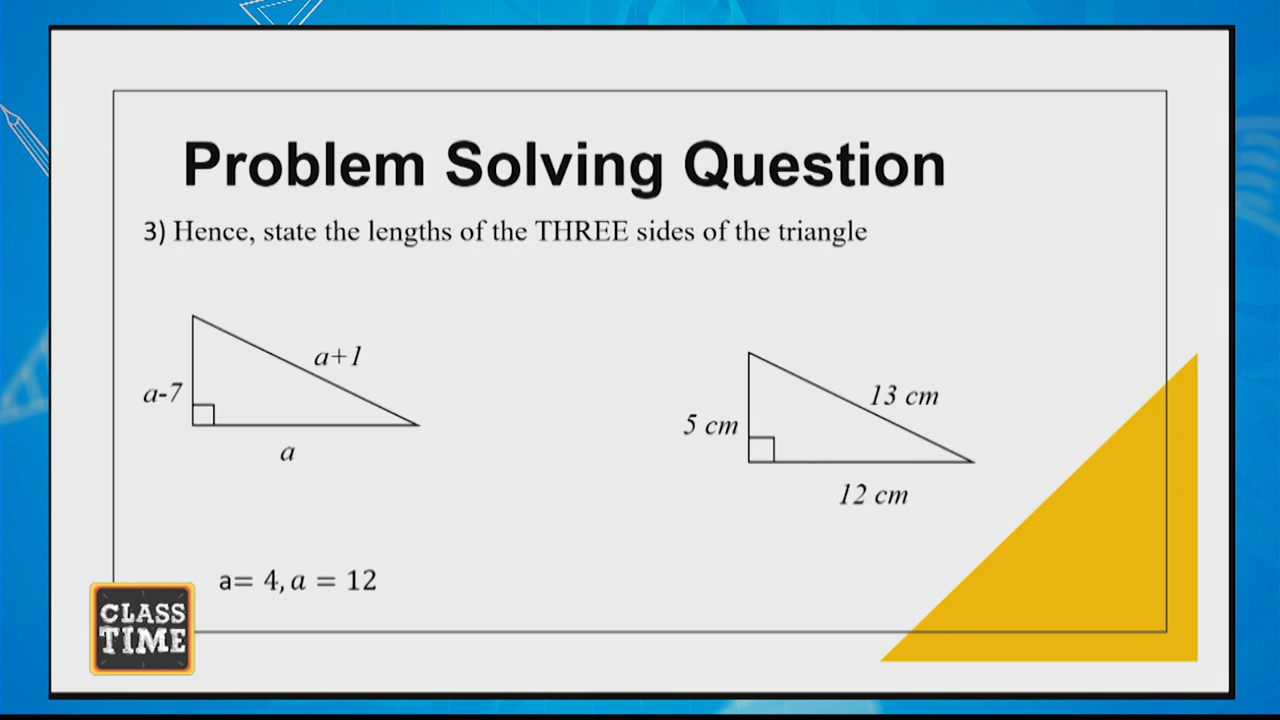 Problem Solving Question
3) Hence, state the lengths of the THREE sides of the triangle
a+1
a-7
a
13 cm
5 cm
12 cm
a= 4, a = 12
CLASS
TIME